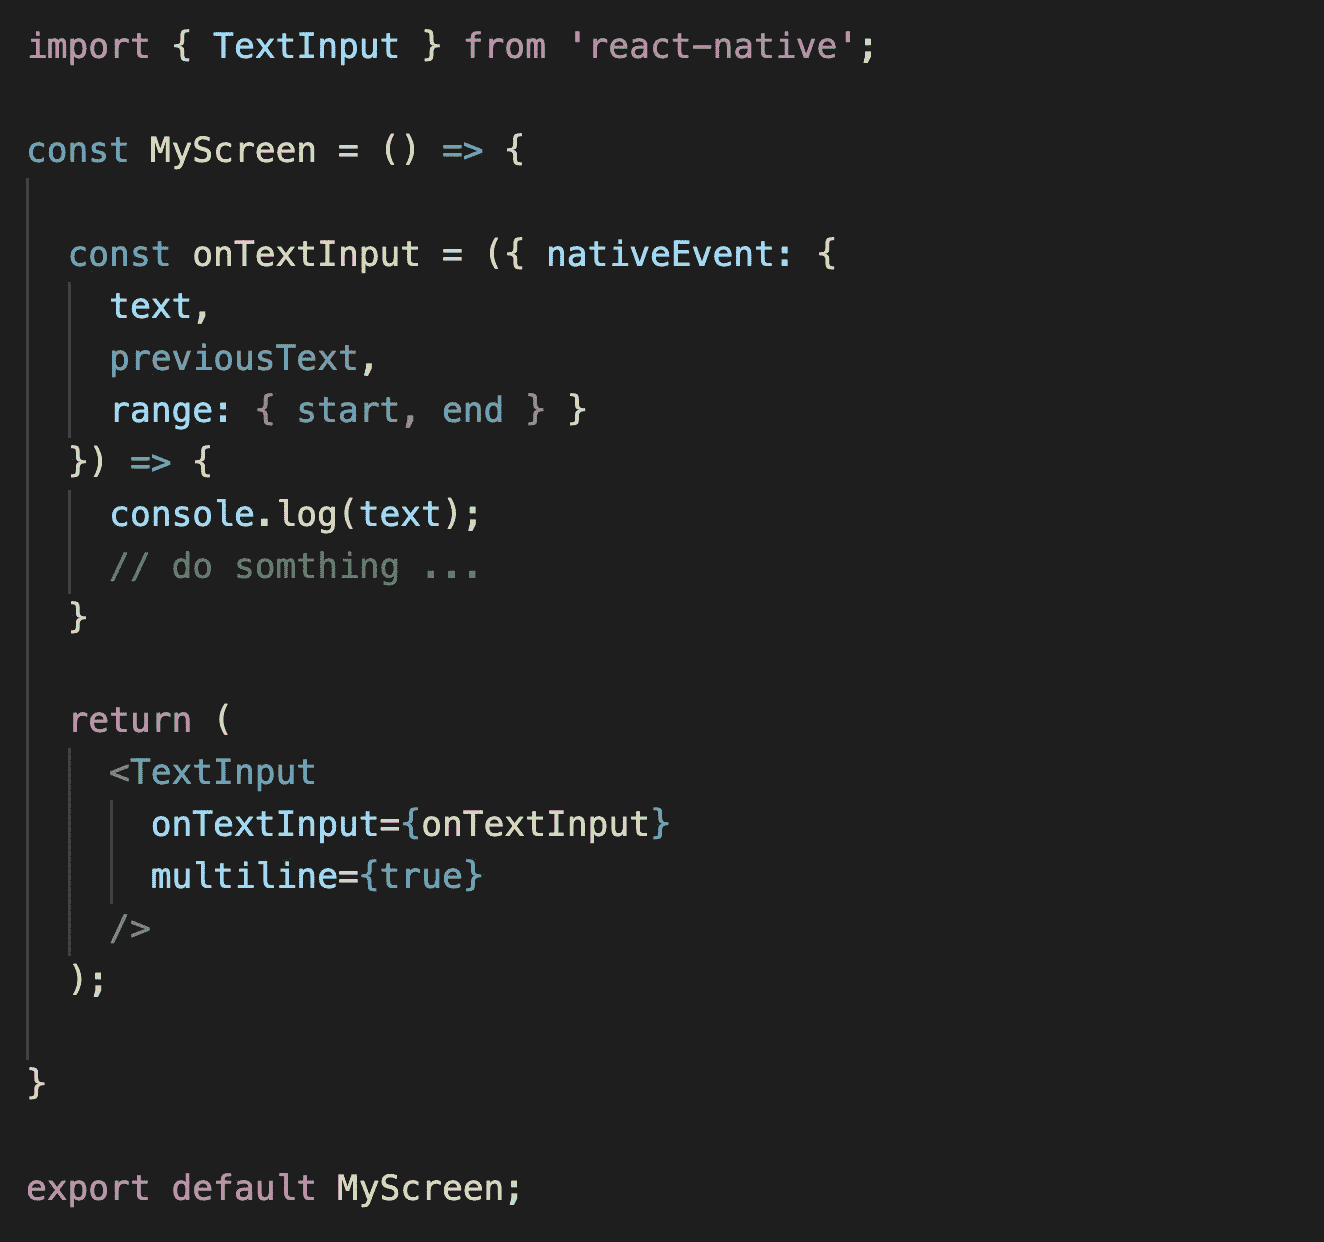 import { TextInput } from 'react-native';
const MyScreen = () => {
const onTextInput = ({ nativeEvent: {
text,
previousText,
range: { start, end } }
}) => {
console.log(text);
// do somthing ...
}
return (
<TextInput
onTextInput={onTextInput}
multiline={true}
/>
);
}
export default MyScreen;